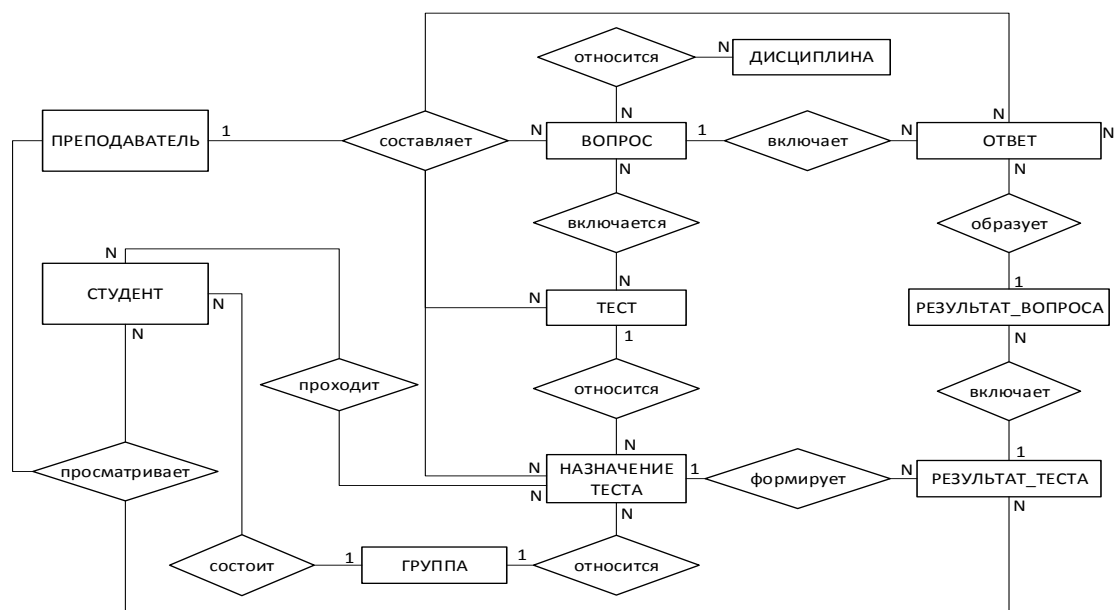 относится
N
ДИСЦИПЛИНА
N
N
ПРЕПОДАВАТЕЛЬ
1
составляет
N
ВОПРОС
1
включает
N
ОТВЕТ
N
N
N
включается
образует
N
N
СТУДЕНТ
N
N
N
ТЕСТ
1
1
РЕЗУЛЬТАТ_ВОПРОСА
N
N
проходит
относится
включает
N
N
1
просматривает
N
НАЗНАЧЕНИЕ
ТЕСТА
1
формирует
N
РЕЗУЛЬТАТ_ТЕСТА
N
N
N
состоит
1
ГРУППА
1
относится